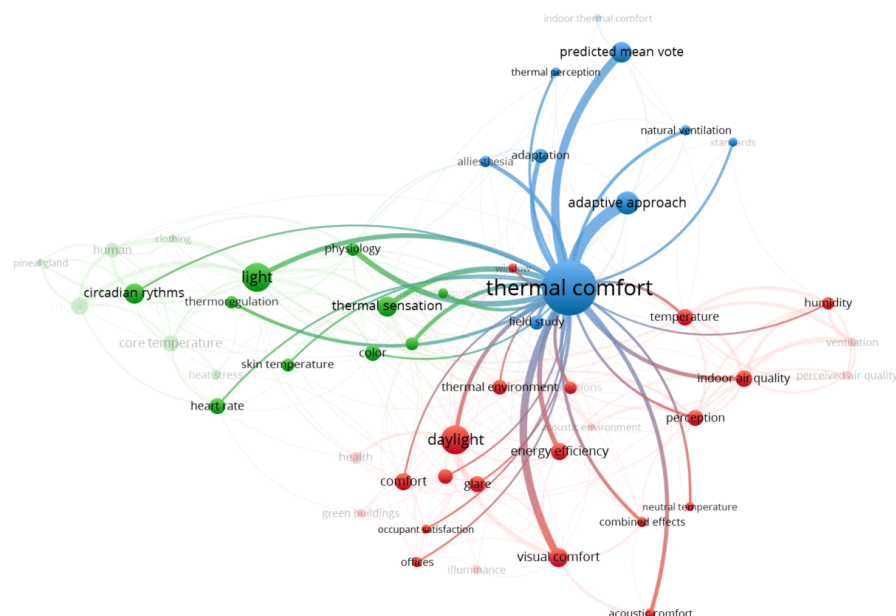 indoor thermal comfort
predicted mean vote
thermal perception
natural ventilation
standards
adaptation
alliesthesia
adaptive approach
clothing
human
physiology
pineal gland
window
light
thermal comfort
circadian rythms
thermoregulation
thermal sensation
humidity
temperature
field study
core temperature
color
ventilation
skin temperature
heat stress
perceived air quality
indoor air quality
thermal environment
heart rate
perception
acoustic environment
daylight
energy efficiency
health
comfort
glare
neutral temperature
green buildings
combined effects
occupant satisfaction
visual comfort
offices
illuminance
acoustic comfort